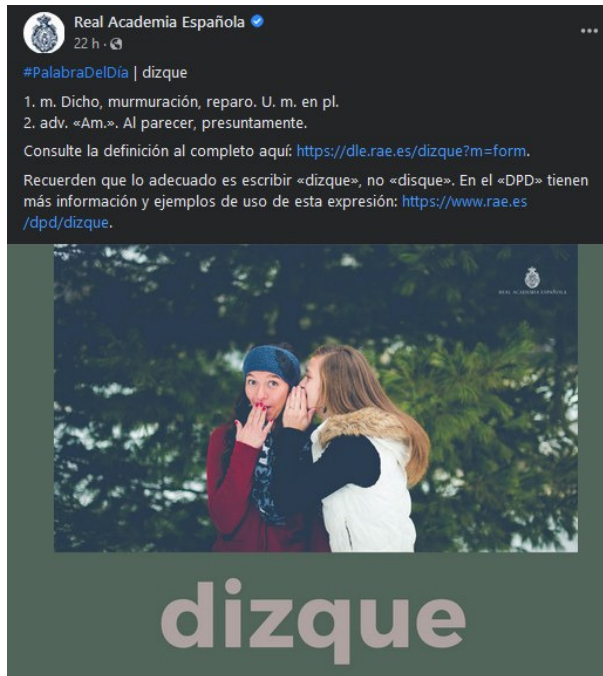 Real Academia Española
22 h
#PalabraDelDía | dizque
1. m. Dicho, murmuración, reparo. U. m. en pl.
2. adv. «Am.». Al parecer, presuntamente.
Consulte la definición al completo aquí: https://dle.rae.es/dizque?m=form.
Recuerden que lo adecuado es escribir «dizque», no «disque». En el «DPD» tienen
más información y ejemplos de uso de esta expresión: https://www.rae.es
/dpd/dizque.
REAL ACADEMIA ESPAÑOLA
dizque